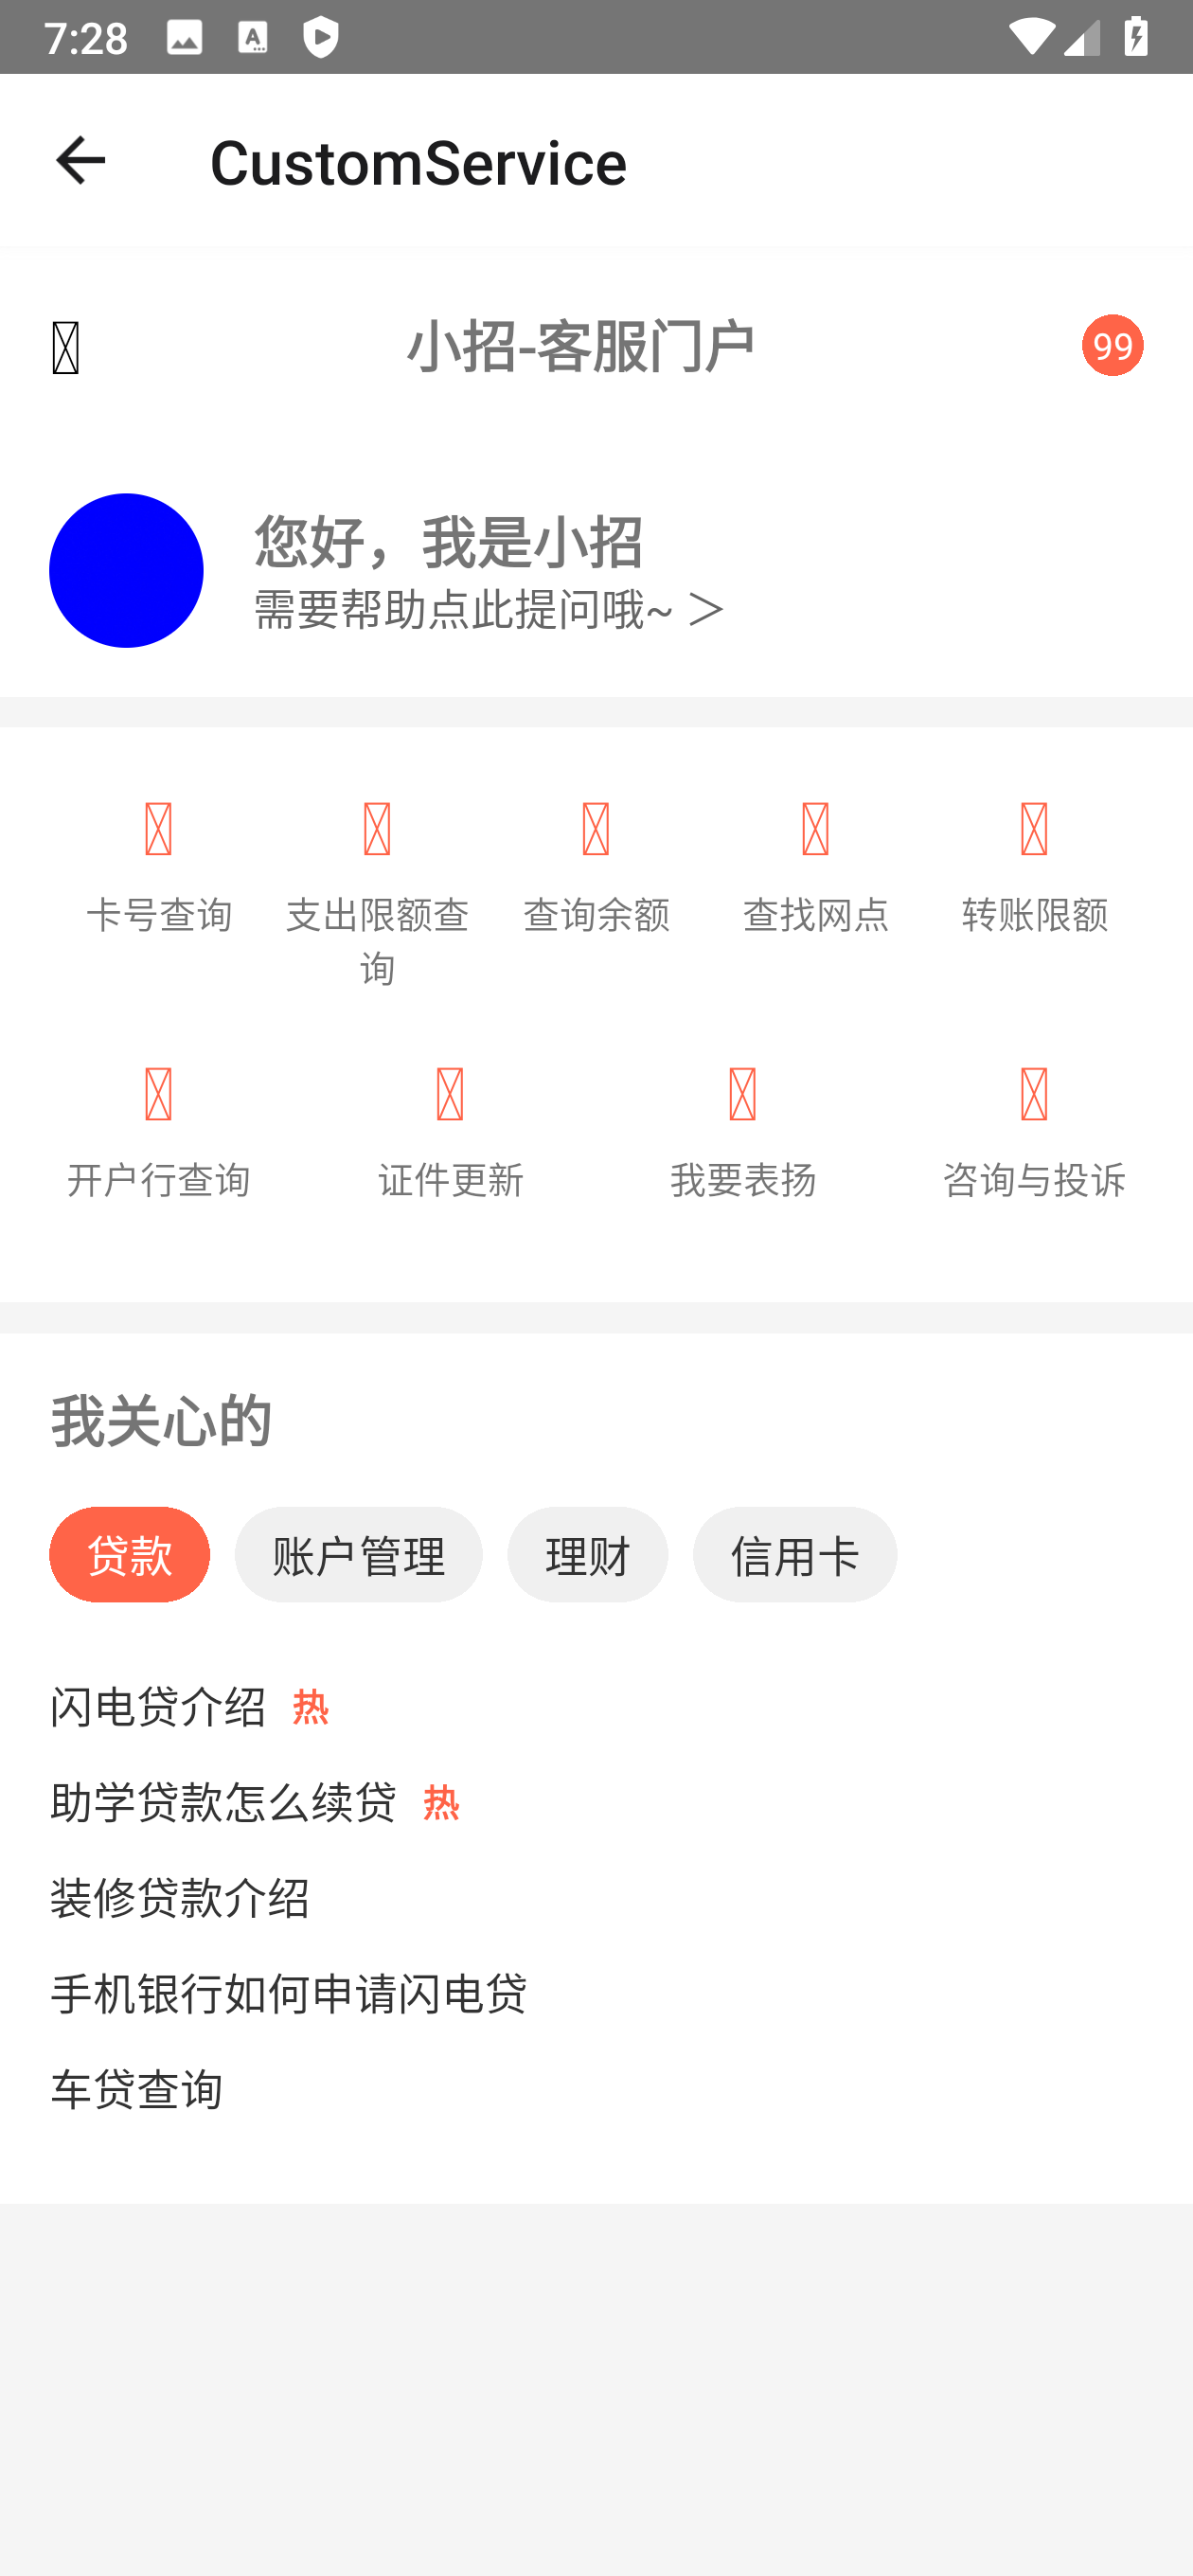 7:28
CustomService
小招-客服门户
99
您好，我是小招
需要帮助点此提问哦~ ＞
卡号查询
支出限额查
询
查询余额
查找网点
转账限额
开户行查询
证件更新
我要表扬
咨询与投诉
我关心的
贷款
账户管理
理财
信用卡
闪电贷介绍 热
助学贷款怎么续贷 热
装修贷款介绍
手机银行如何申请闪电贷
车贷查询